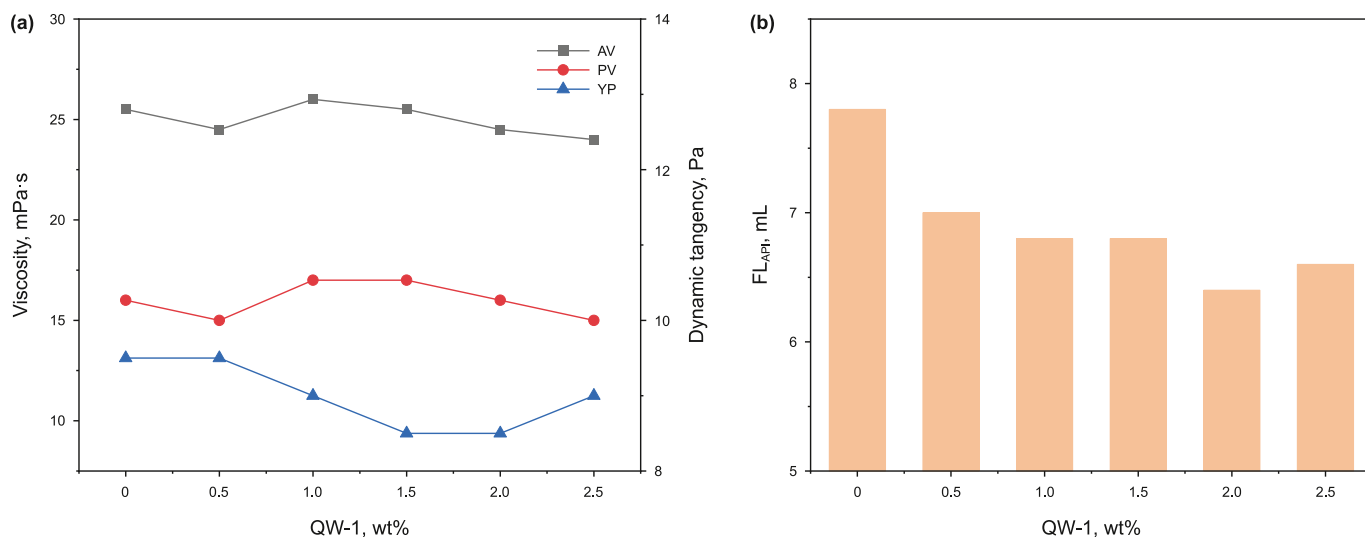 (a)
AV
PV
YP
30
25
20
15
10
Viscosity, mPa·s
14
12
10
8
Dynamic tangency, Pa
0 0.5 1.0 1.5 2.0 2.5
QW-1, wt%
(b)
8
7
6
5
FL_API, mL
0 0.5 1.0 1.5 2.0 2.5
QW-1, wt%